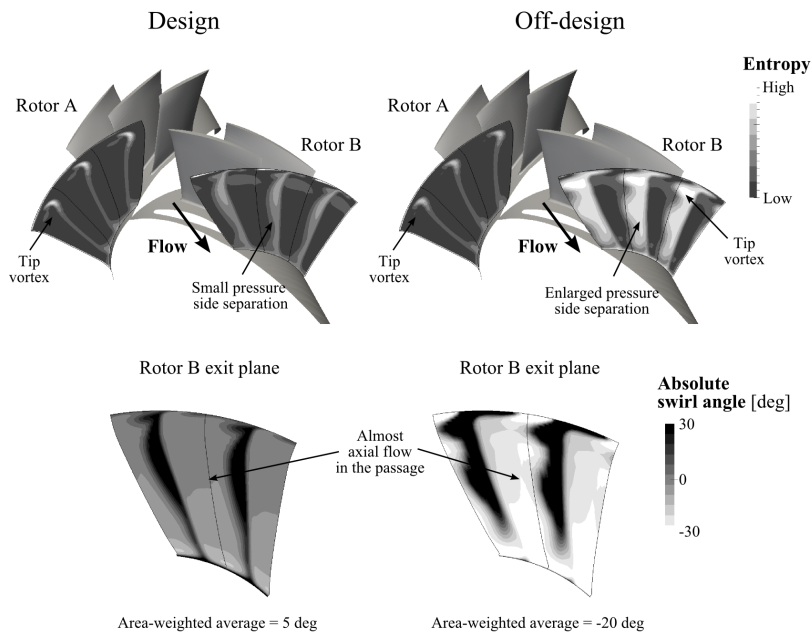 Design
Off-design
Entropy
High
Low
Rotor A
Rotor B
Flow
Tip
vortex
Small pressure
side separation
Rotor A
Rotor B
Flow
Tip
vortex
Enlarged pressure
side separation
Tip
vortex
Rotor B exit plane
Rotor B exit plane
Absolute
swirl angle [deg]
30
0
-30
Almost
axial flow
in the passage
Area-weighted average = 5 deg
Area-weighted average = -20 deg